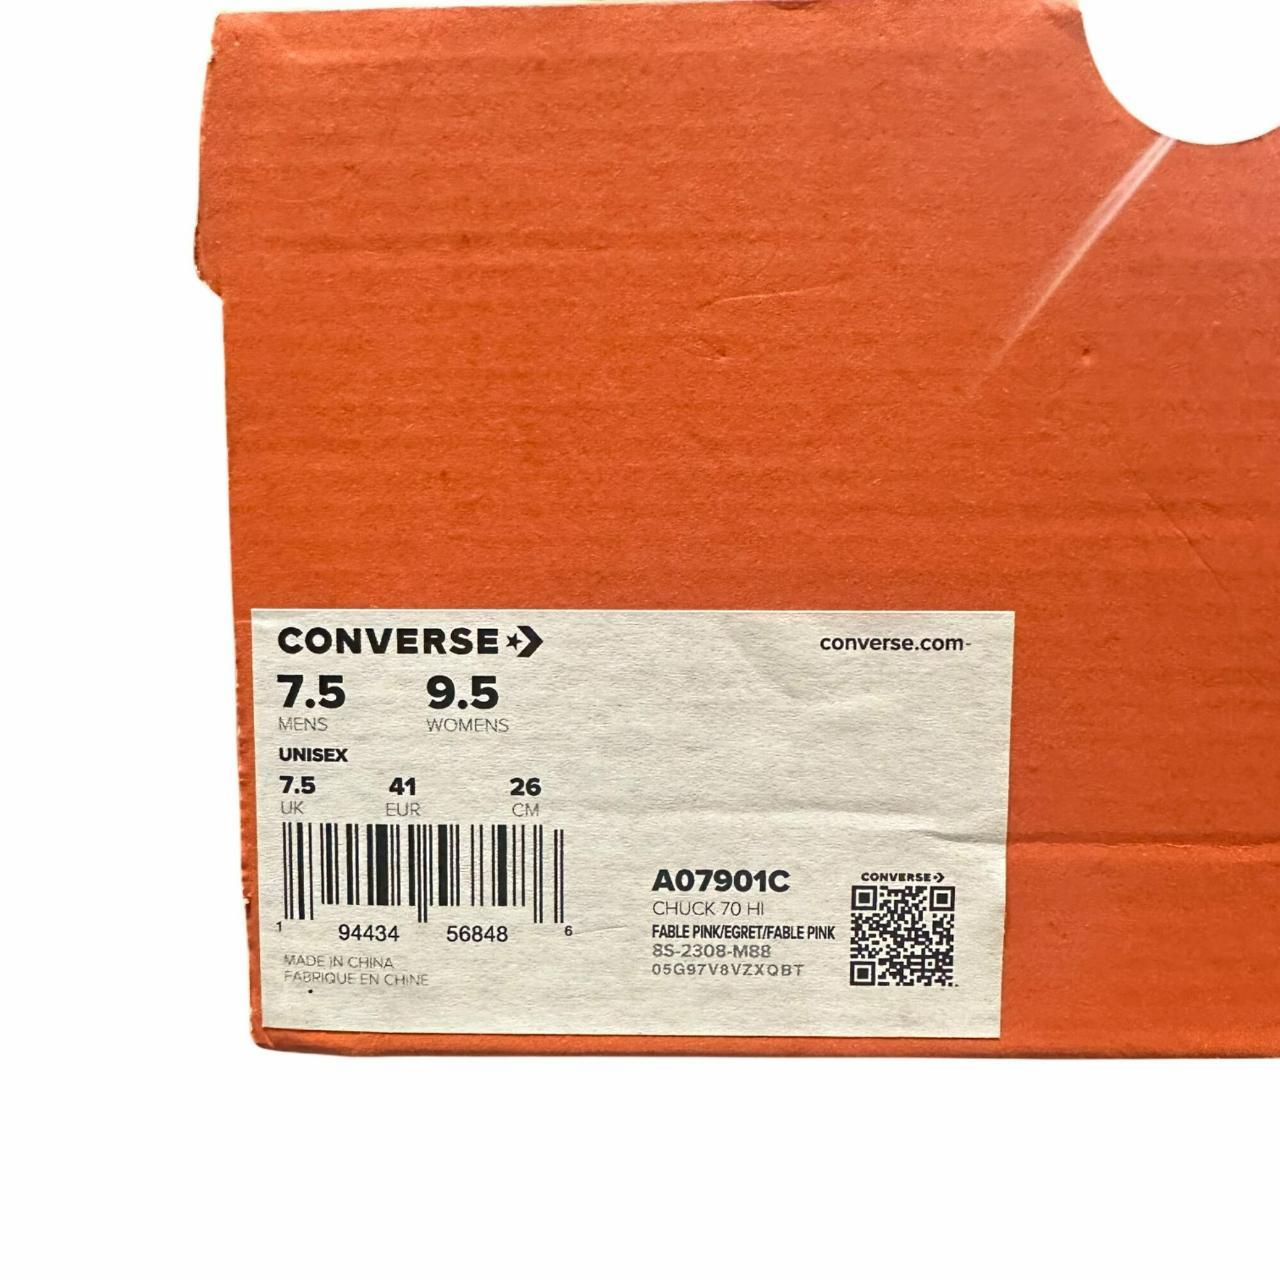 CONVERSE
converse.com
7.5 9.5
MENS WOMENS
UNISEX
7.5 41 26
UK EUR CM
1 94434 56848 6
MADE IN CHINA
FABRIQUE EN CHINE
A07901C
CHUCK 70 HI
FABLE PINK/EGRET/FABLE PINK
8S-2308-M88
05G97V8VZXQBT
CONVERSE